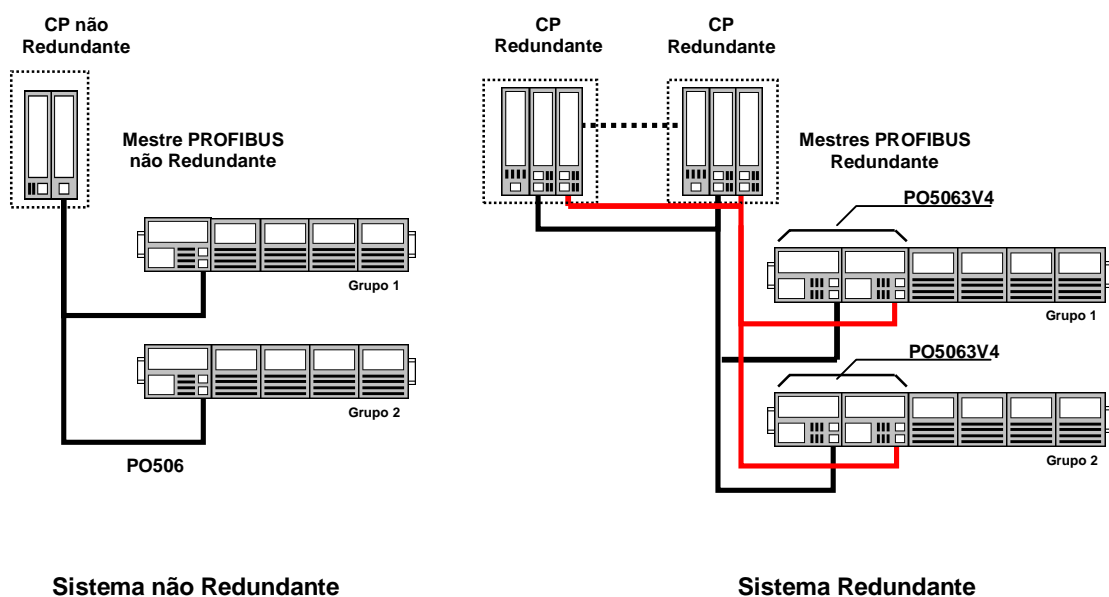 CP não
Redundante
Mestre PROFIBUS
não Redundante
Grupo 1
Grupo 2
PO506
Sistema não Redundante
CP
Redundante
CP
Redundante
Mestres PROFIBUS
Redundante
PO5063V4
Grupo 1
PO5063V4
Grupo 2
Sistema Redundante